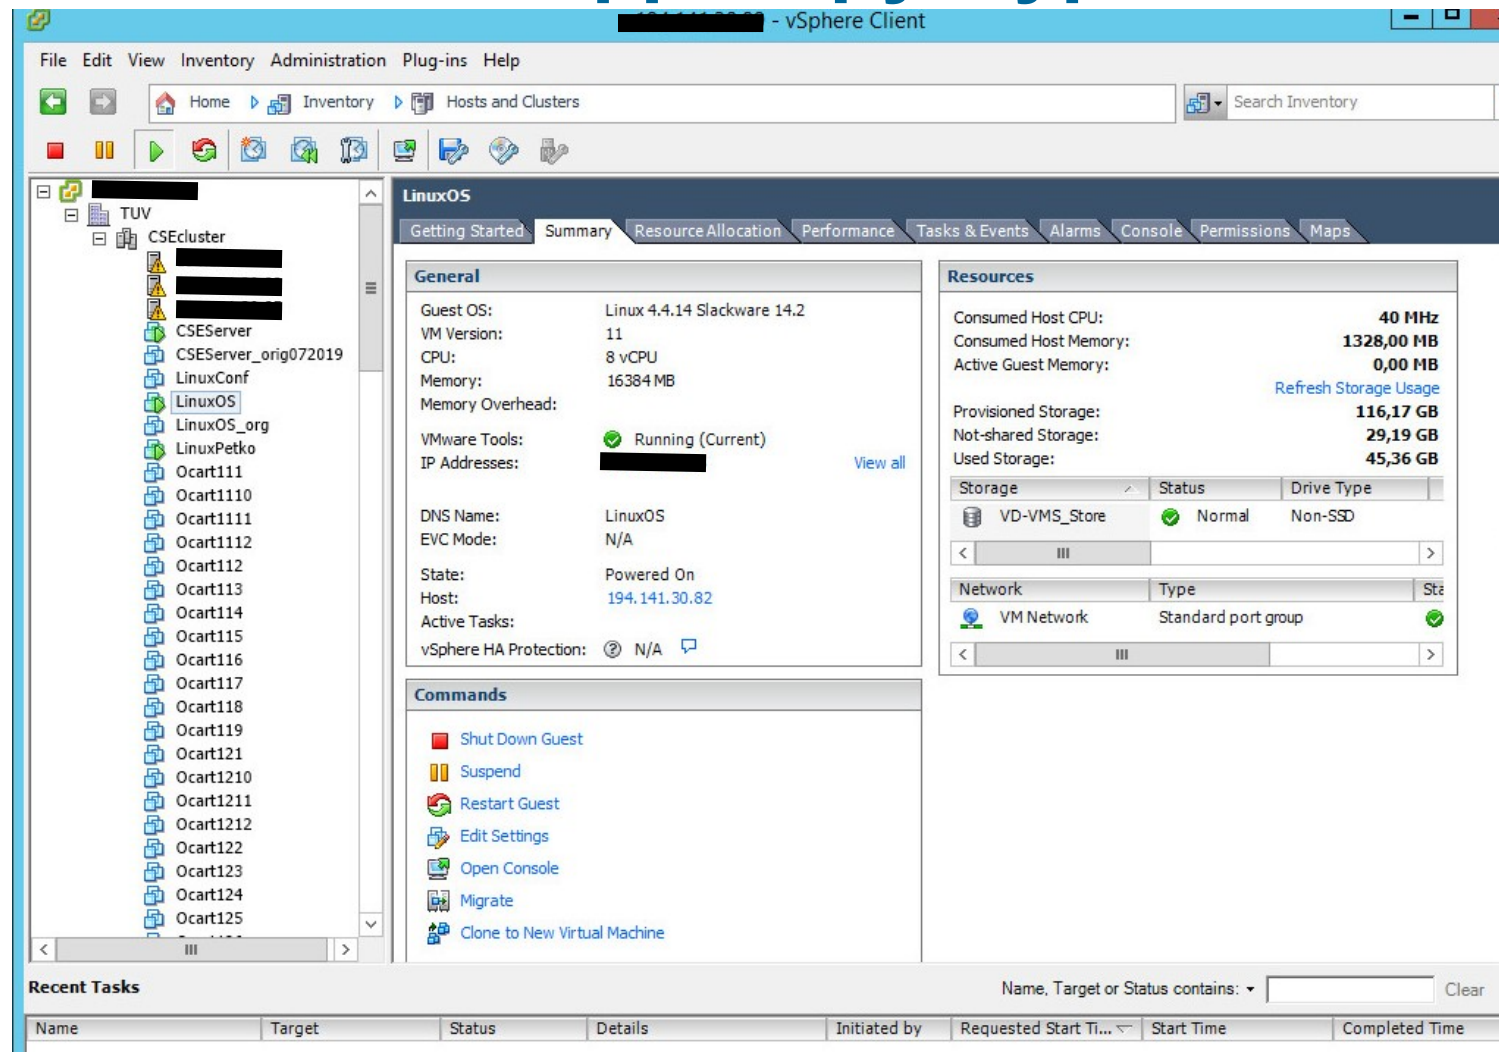 - vSphere Client
File Edit View Inventory Administration Plug-ins Help
Home Inventory Hosts and Clusters
Search Inventory
TUV
CSEcluster
CSEServer
CSEServer_orig072019
LinuxConf
LinuxOS
LinuxOS_org
LinuxPetko
Ocart111
Ocart1110
Ocart1111
Ocart1112
Ocart112
Ocart113
Ocart114
Ocart115
Ocart116
Ocart117
Ocart118
Ocart119
Ocart121
Ocart1210
Ocart1211
Ocart1212
Ocart122
Ocart123
Ocart124
Ocart125
LinuxOS
Getting Started Summary Resource Allocation Performance Tasks & Events Alarms Console Permissions Maps
General
Guest OS: Linux 4.4.14 Slackware 14.2
VM Version: 11
CPU: 8 vCPU
Memory: 16384 MB
Memory Overhead:
VMware Tools: Running (Current)
IP Addresses: View all
DNS Name: LinuxOS
EVC Mode: N/A
State: Powered On
Host: 194.141.30.82
Active Tasks:
vSphere HA Protection: N/A
Commands
Shut Down Guest
Suspend
Restart Guest
Edit Settings
Open Console
Migrate
Clone to New Virtual Machine
Resources
Consumed Host CPU: 40 MHz
Consumed Host Memory: 1328,00 MB
Active Guest Memory: 0,00 MB
Refresh Storage Usage
Provisioned Storage: 116,17 GB
Not-shared Storage: 29,19 GB
Used Storage: 45,36 GB
Storage Status Drive Type
VD-VMS_Store Normal Non-SSD
Network Type Sta
VM Network Standard port group
Recent Tasks
Name, Target or Status contains: Clear
Name Target Status Details Initiated by Requested Start Ti... Start Time Completed Time